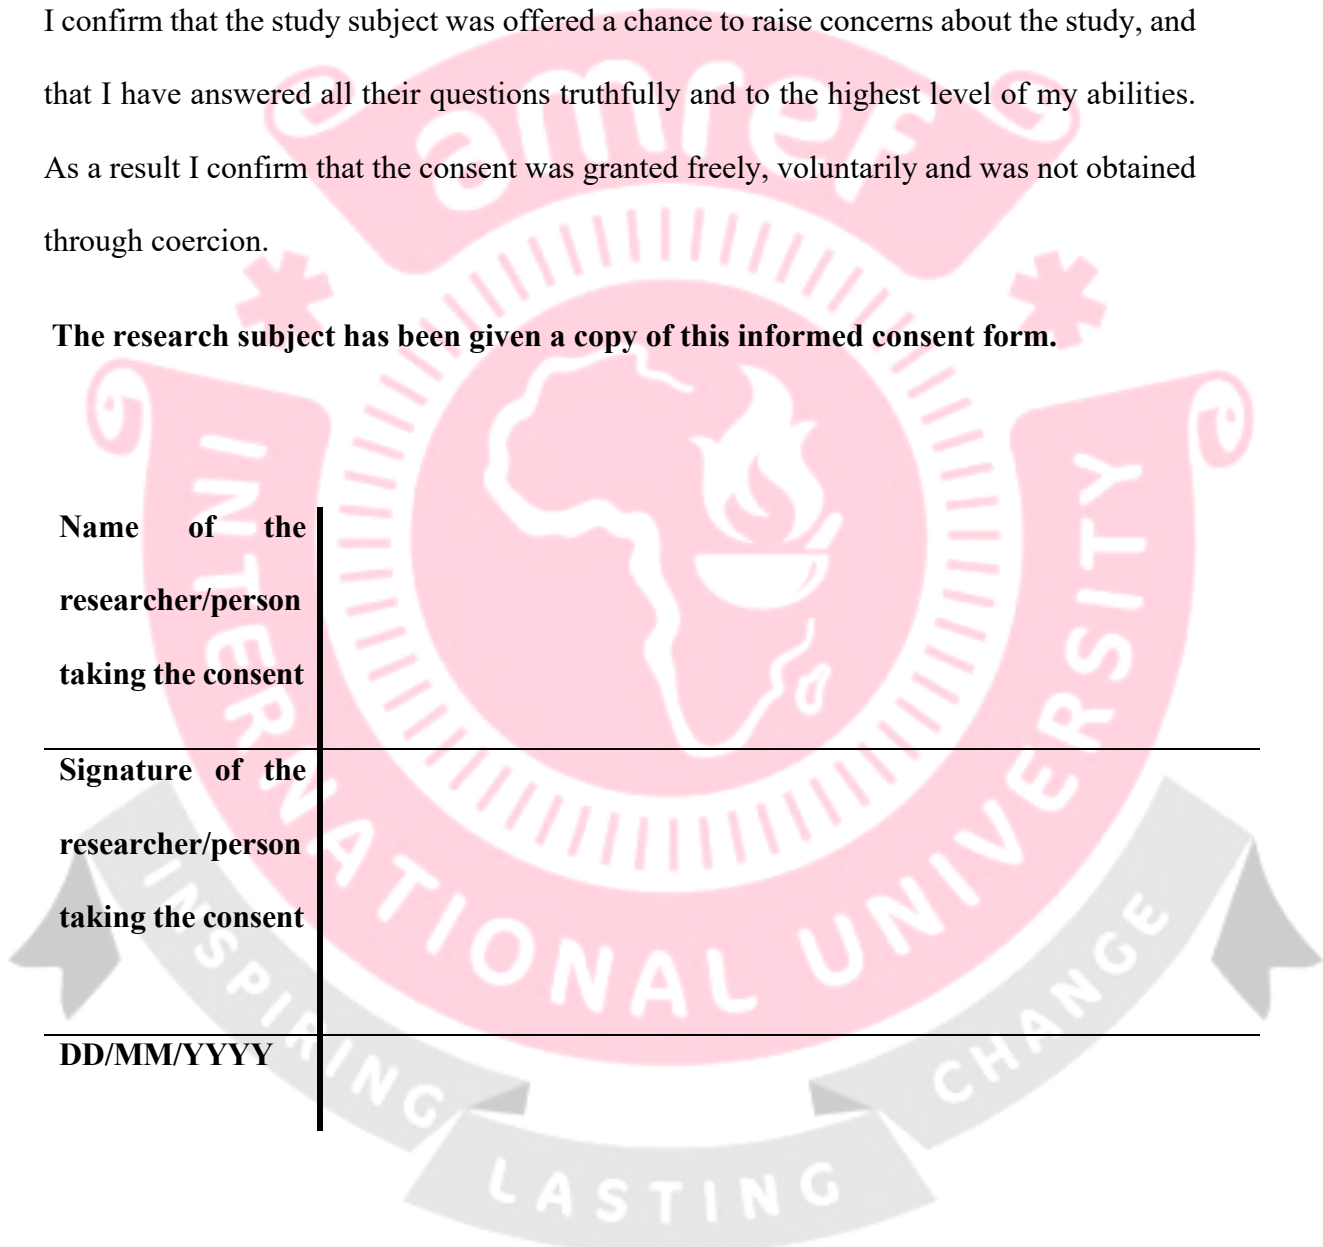 I confirm that the study subject was offered a chance to raise concerns about the study, and
that I have answered all their questions truthfully and to the highest level of my abilities.
As a result I confirm that the consent was granted freely, voluntarily and was not obtained
through coercion.
The research subject has been given a copy of this informed consent form.
Name of the
researcher/person
taking the consent
Signature of the
researcher/person
taking the consent
DD/MM/YYYY
amref
INTERNATIONAL UNIVERSITY
INSPIRING
LASTING
CHANGE